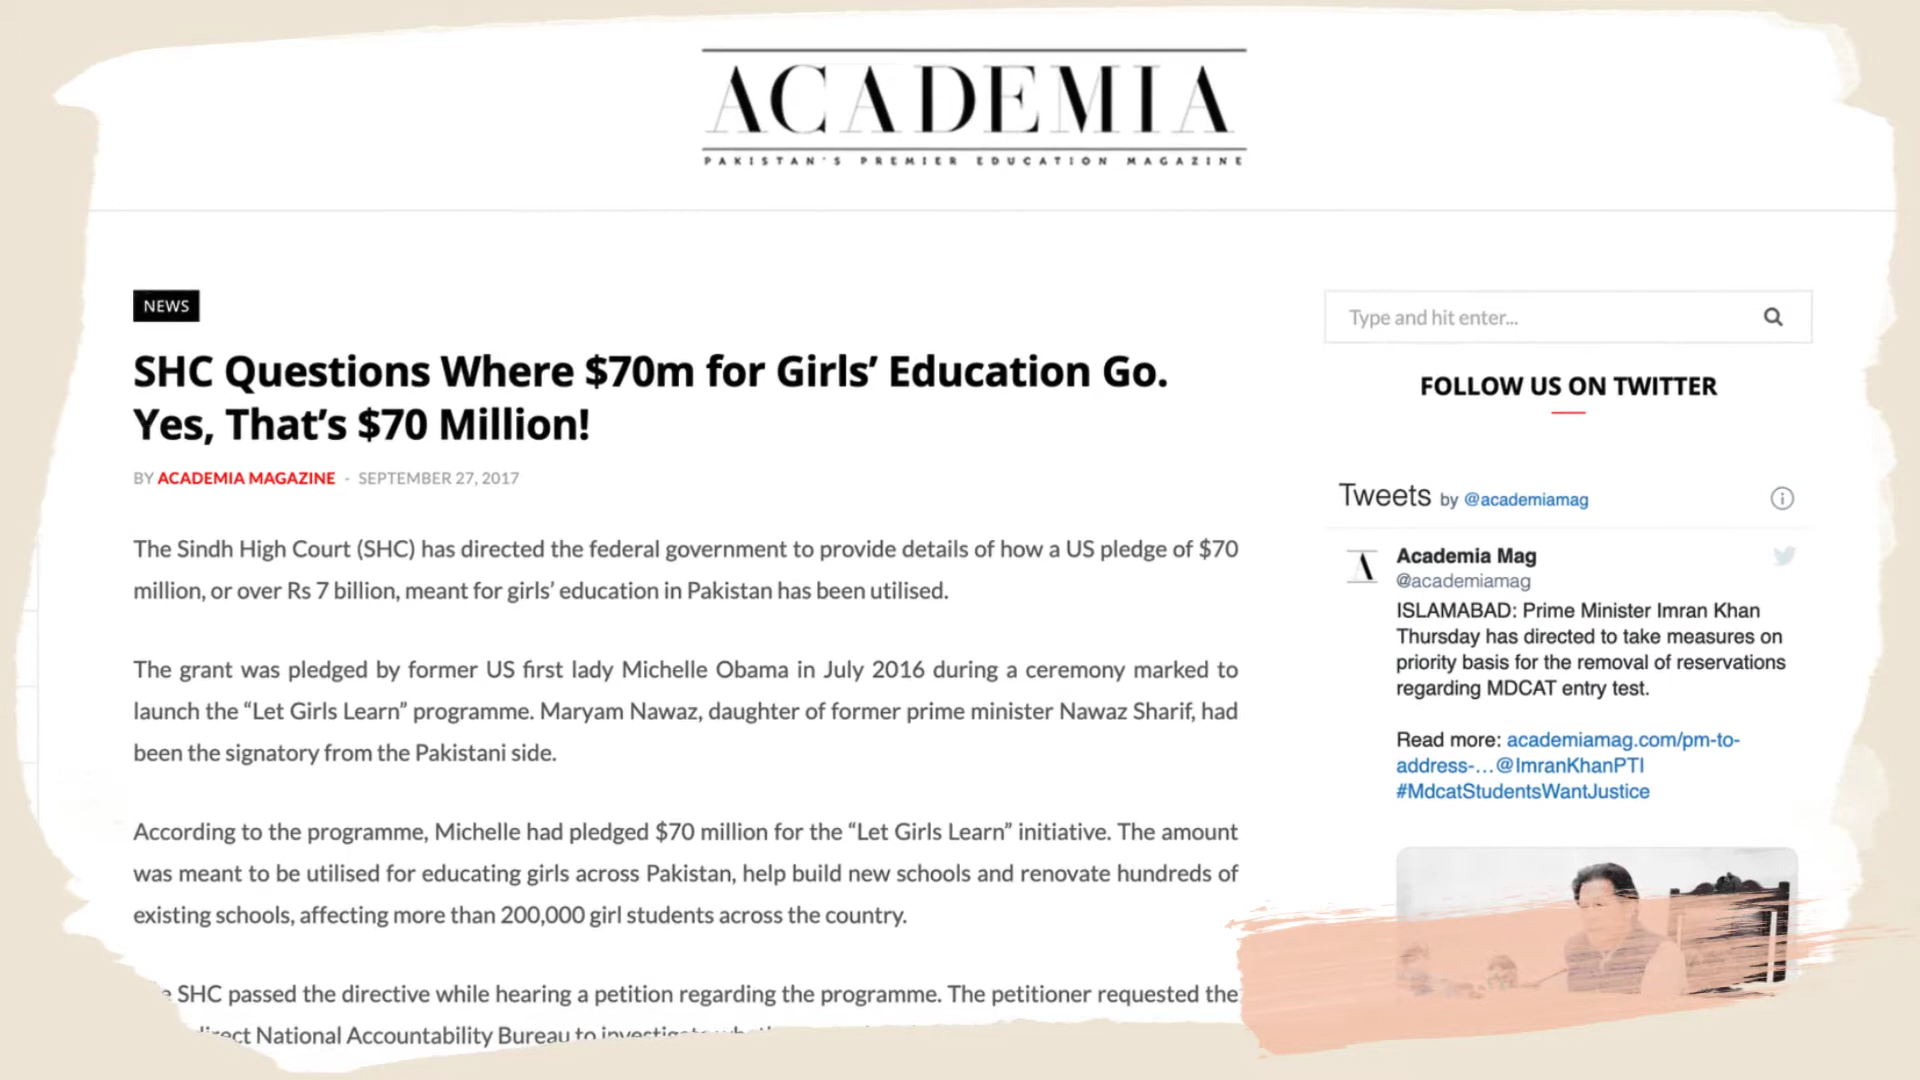 ACADEMIA
PAKISTAN'S PREMIER EDUCATION MAGAZINE
NEWS
SHC Questions Where $70m for Girls’ Education Go.
Yes, That’s $70 Million!
BY ACADEMIA MAGAZINE - SEPTEMBER 27, 2017
The Sindh High Court (SHC) has directed the federal government to provide details of how a US pledge of $70
million, or over Rs 7 billion, meant for girls’ education in Pakistan has been utilised.
The grant was pledged by former US first lady Michelle Obama in July 2016 during a ceremony marked to
launch the “Let Girls Learn” programme. Maryam Nawaz, daughter of former prime minister Nawaz Sharif, had
been the signatory from the Pakistani side.
According to the programme, Michelle had pledged $70 million for the “Let Girls Learn” initiative. The amount
was meant to be utilised for educating girls across Pakistan, help build new schools and renovate hundreds of
existing schools, affecting more than 200,000 girl students across the country.
SHC passed the directive while hearing a petition regarding the programme. The petitioner requested the
National Accountability Bureau to
Type and hit enter...
FOLLOW US ON TWITTER
Tweets by @academiamag
Academia Mag
@academiamag
ISLAMABAD: Prime Minister Imran Khan
Thursday has directed to take measures on
priority basis for the removal of reservations
regarding MDCAT entry test.
Read more: academiamag.com/pm-to-
address-…@ImranKhanPTI
#MdcatStudentsWantJustice